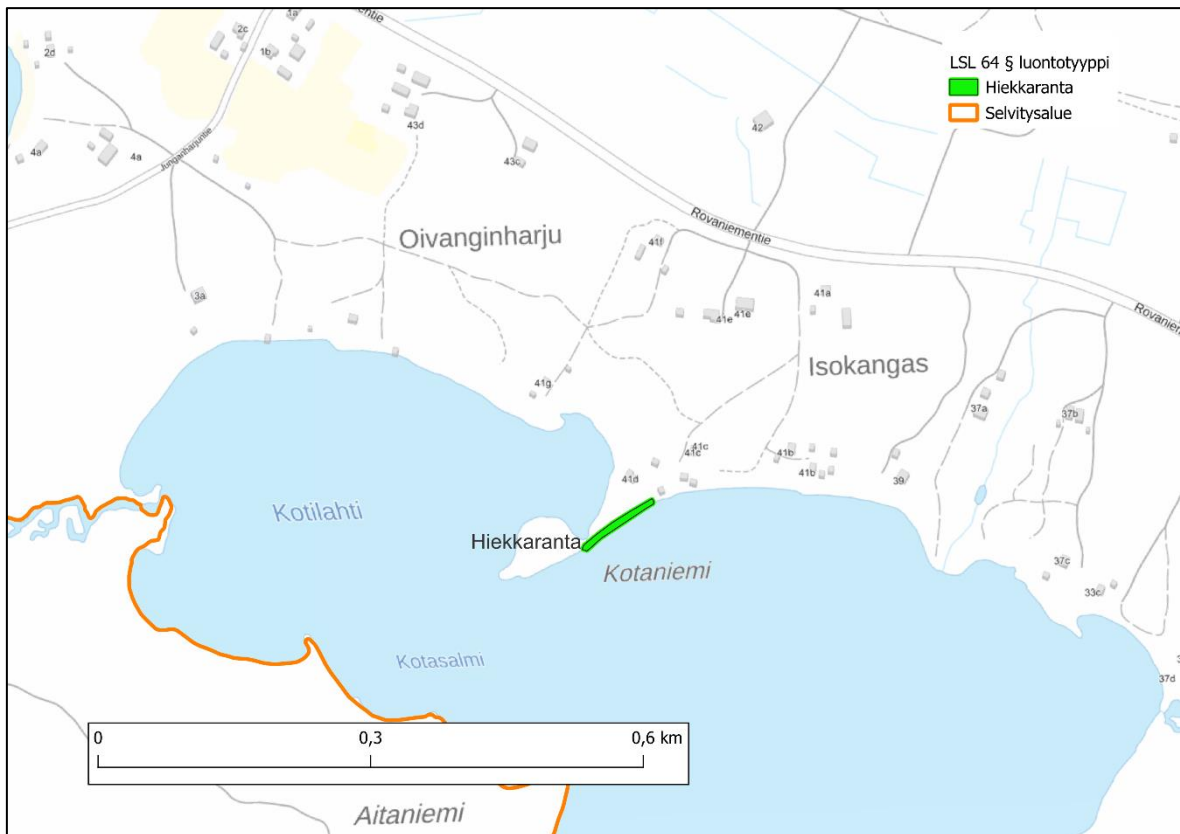 1a
2c
1b
2d
LSL 64 § luontotyyppi
Hiekkaranta
Selvitysalue
43d
42
4a
4a
Junganharjuntie
43c
Rovaniementie
Oivanginharju
41f
3a
41a
41e
41e
Rovanie
Isokangas
41g
37a
37b
41c
41c
41b
41d
41b
39
Kotilahti
Hiekkaranta
Kotaniemi
37c
33c
Kotasalmi
37d
0
0,3
0,6 km
Aitaniemi